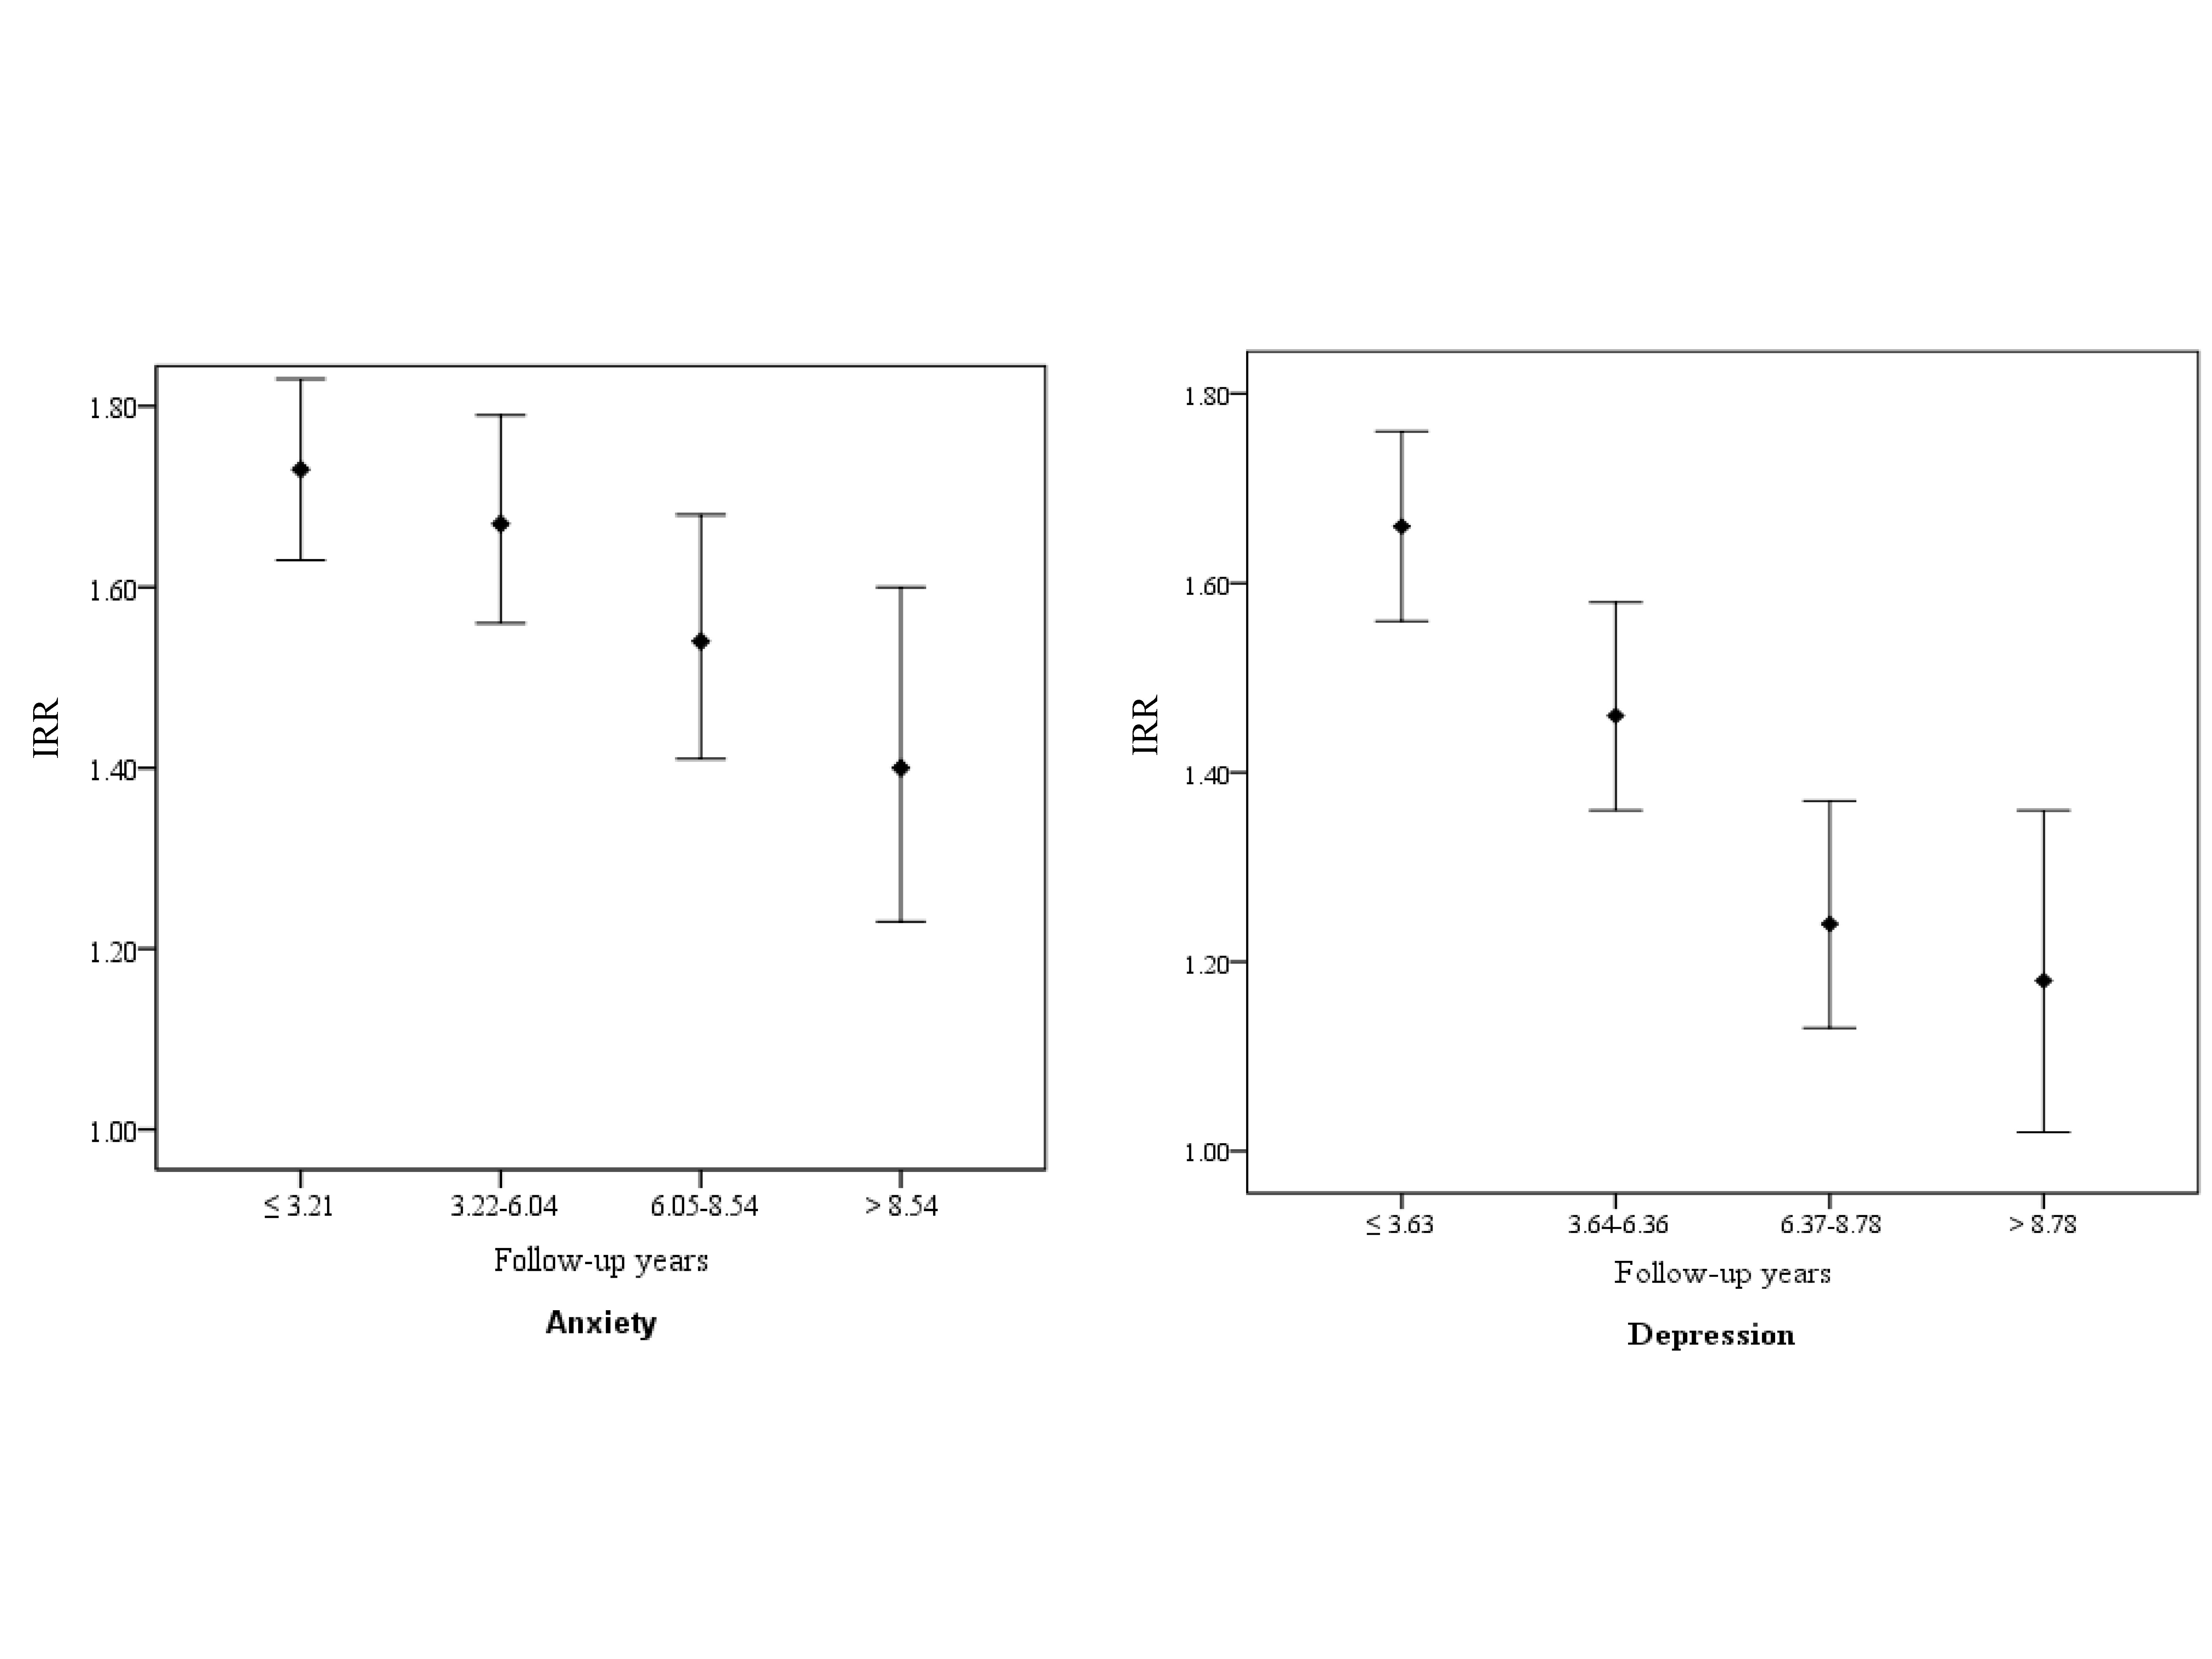 IRR
1.80
1.60
1.40
1.20
1.00
≤ 3.21 3.22-6.04 6.05-8.54 > 8.54
Follow-up years
Anxiety
IRR
1.80
1.60
1.40
1.20
1.00
≤ 3.63 3.64-6.36 6.37-8.78 > 8.78
Follow-up years
Depression